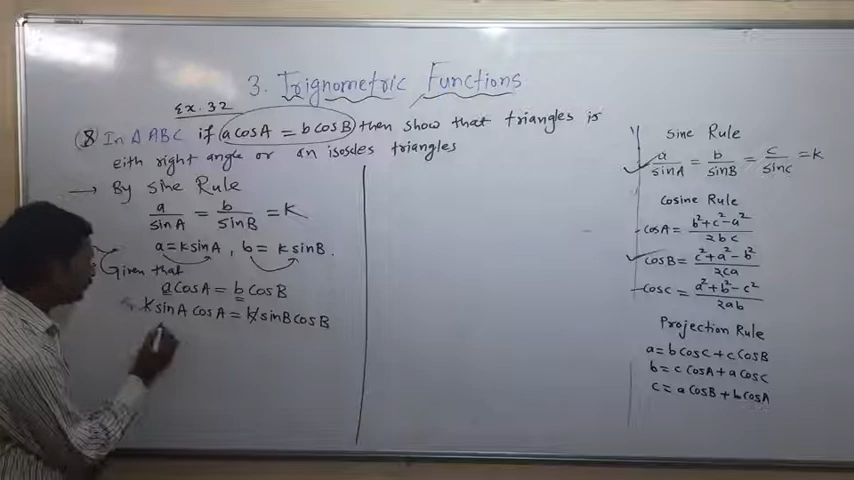 3. Trignometric Functions
Ex. 32
(8) In Δ ABC if a cosA = b cosB then show that triangles is
eith right angle or an isosles triangles
→ By sine Rule
a/sinA = b/sinB = K
a = K sinA , b = K sinB.
Given that
a cosA = b cosB
K sinA cosA = K sinB cosB
Sine Rule
a/sinA = b/sinB = c/sinc = K
Cosine Rule
cosA = b²+c²-a²/2bc
cosB = c²+a²-b²/2ca
cosc = a²+b²-c²/2ab
Projection Rule
a = b cosC + c CosB
b = c CosA + a Cosc
c = a CosB + b CosA